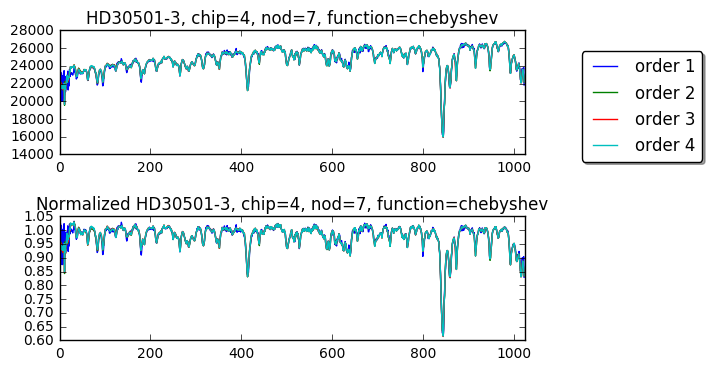 HD30501-3, chip=4, nod=7, function=chebyshev
28000
26000
24000
22000
20000
18000
16000
14000
0 200 400 600 800 1000
order 1
order 2
order 3
order 4
Normalized HD30501-3, chip=4, nod=7, function=chebyshev
1.05
1.00
0.95
0.90
0.85
0.80
0.75
0.70
0.65
0.60
0 200 400 600 800 1000